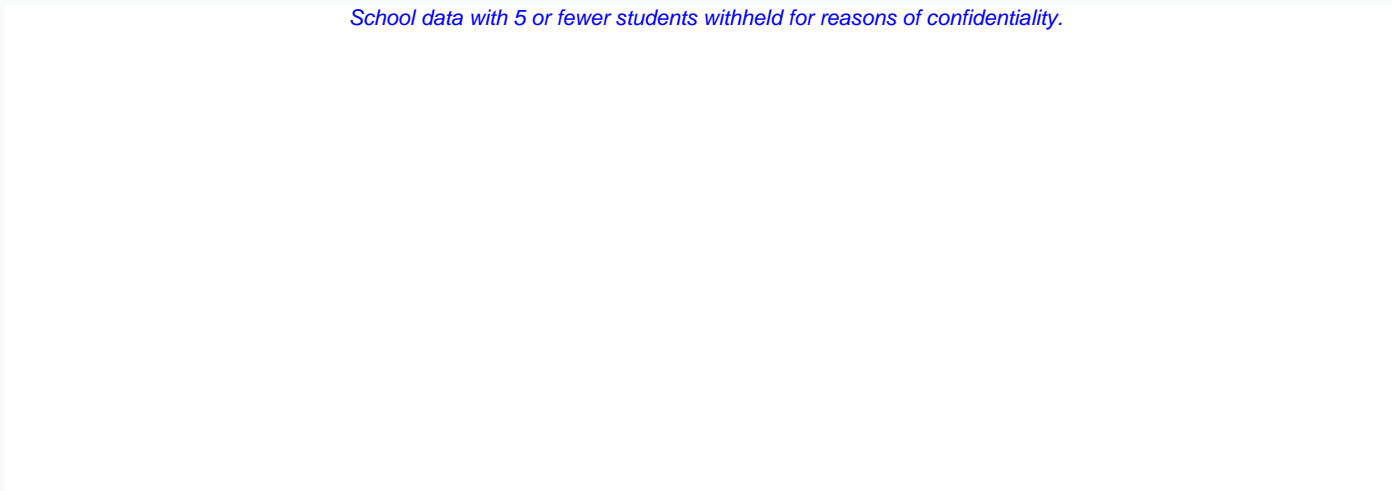 School data with 5 or fewer students withheld for reasons of confidentiality.